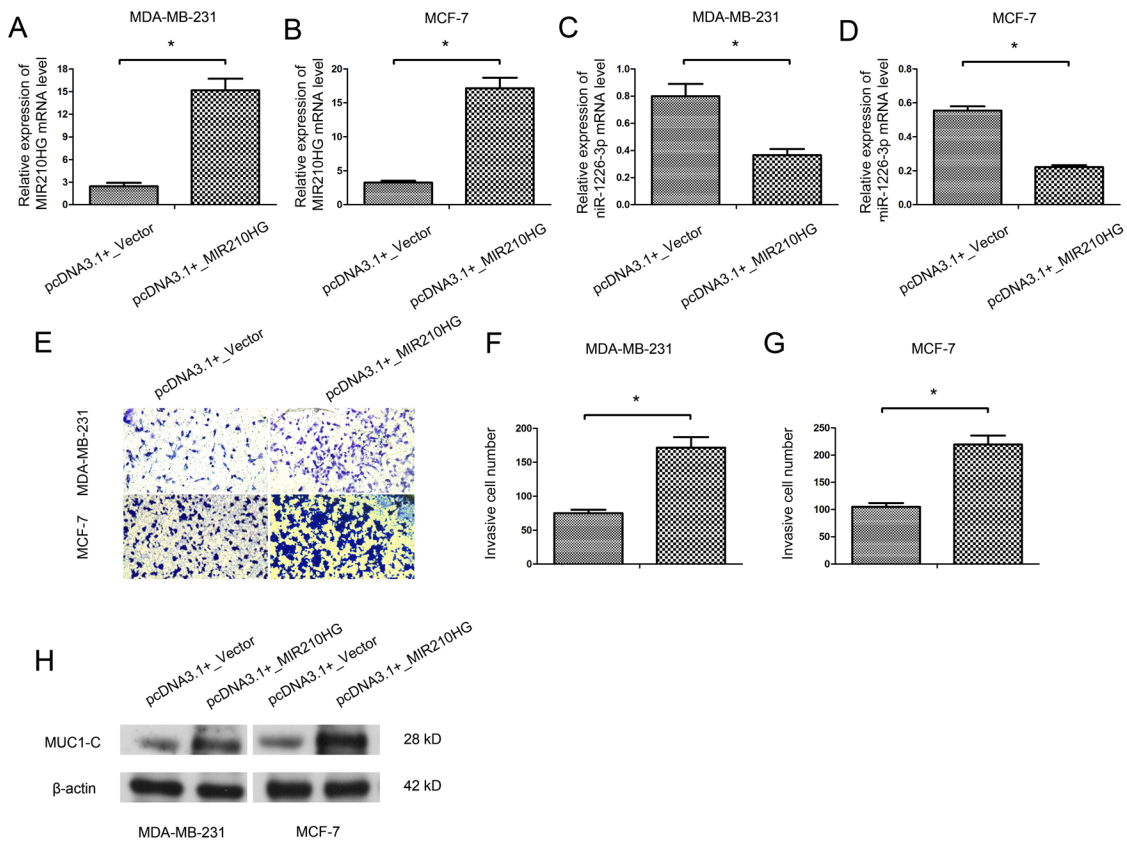 A
MDA-MB-231
*
Relative expression of
MIR210HG mRNA level
18
15
12
9
6
3
0
pcDNA3.1+_Vector
pcDNA3.1+_MIR210HG
B
MCF-7
*
Relative expression of
MIR210HG mRNA level
20
15
10
5
0
pcDNA3.1+_Vector
pcDNA3.1+_MIR210HG
C
MDA-MB-231
*
Relative expression of
niR-1226-3p mRNA level
1.0
0.8
0.6
0.4
0.2
0.0
pcDNA3.1+_Vector
pcDNA3.1+_MIR210HG
D
MCF-7
*
Relative expression of
miR-1226-3p mRNA level
0.8
0.6
0.4
0.2
0.0
pcDNA3.1+_Vector
pcDNA3.1+_MIR210HG
E
pcDNA3.1+_Vector
pcDNA3.1+_MIR210HG
MDA-MB-231
MCF-7
F
MDA-MB-231
*
Invasive cell number
200
150
100
50
0
G
MCF-7
*
Invasive cell number
250
200
150
100
50
0
H
pcDNA3.1+_Vector
pcDNA3.1+_MIR210HG
pcDNA3.1+_Vector
pcDNA3.1+_MIR210HG
MUC1-C
28 kD
β-actin
42 kD
MDA-MB-231
MCF-7